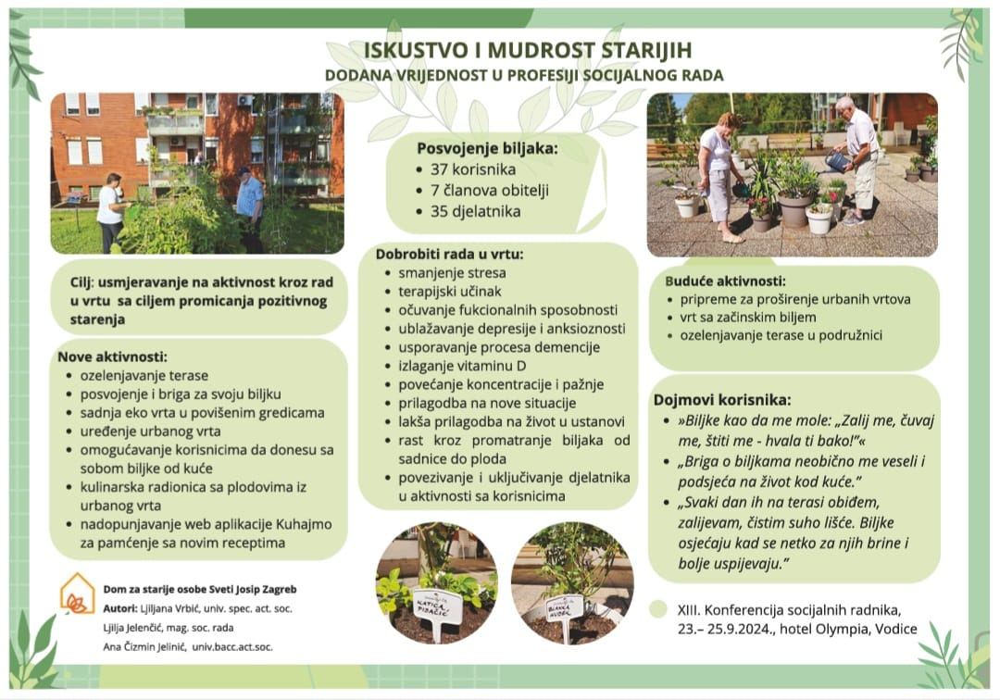 ISKUSTVO I MUDROST STARIJIH
DODANA VRIJEDNOST U PROFESIJI SOCIJALNOG RADA
Cilj: usmjeravanje na aktivnost kroz rad
u vrtu sa ciljem promicanja pozitivnog
starenja
Nove aktivnosti:
• ozelenjavanje terase
• posvojenje i briga za svoju biljku
• sadnja eko vrta u povišenim gredicama
• uređenje urbanog vrta
• omogućavanje korisnicima da donesu sa
sobom biljke od kuće
• kulinarska radionica sa plodovima iz
urbanog vrta
• nadopunjavanje web aplikacije Kuhajmo
za pamćenje sa novim receptima
Dom za starije osobe Sveti Josip Zagreb
Autori: Ljiljana Vrbić, univ. spec. act. soc.
Ljilja Jelenčić, mag. soc. rada
Ana Čizmin Jelinić, univ.bacc.act.soc.
Posvojenje biljaka:
• 37 korisnika
• 7 članova obitelji
• 35 djelatnika
Dobrobiti rada u vrtu:
• smanjenje stresa
• terapijski učinak
• očuvanje fukcionalnih sposobnosti
• ublažavanje depresije i anksioznosti
• usporavanje procesa demencije
• izlaganje vitaminu D
• povećanje koncentracije i pažnje
• prilagodba na nove situacije
• lakša prilagodba na život u ustanovi
• rast kroz promatranje biljaka od
sadnice do ploda
• povezivanje i uključivanje djelatnika
u aktivnosti sa korisnicima
KATICA
BIANKA
Buduće aktivnosti:
• pripreme za proširenje urbanih vrtova
• vrt sa začinskim biljem
• ozelenjavanje terase u podružnici
Dojmovi korisnika:
• »Biljke kao da me mole: „Zalij me, čuvaj
me, štiti me - hvala ti bako!”«
• „Briga o biljkama neobično me veseli i
podsjeća na život kod kuće.”
• „Svaki dan ih na terasi obiđem,
zalijevam, čistim suho lišće. Biljke
osjećaju kad se netko za njih brine i
bolje uspijevaju.”
XIII. Konferencija socijalnih radnika,
23.– 25.9.2024., hotel Olympia, Vodice